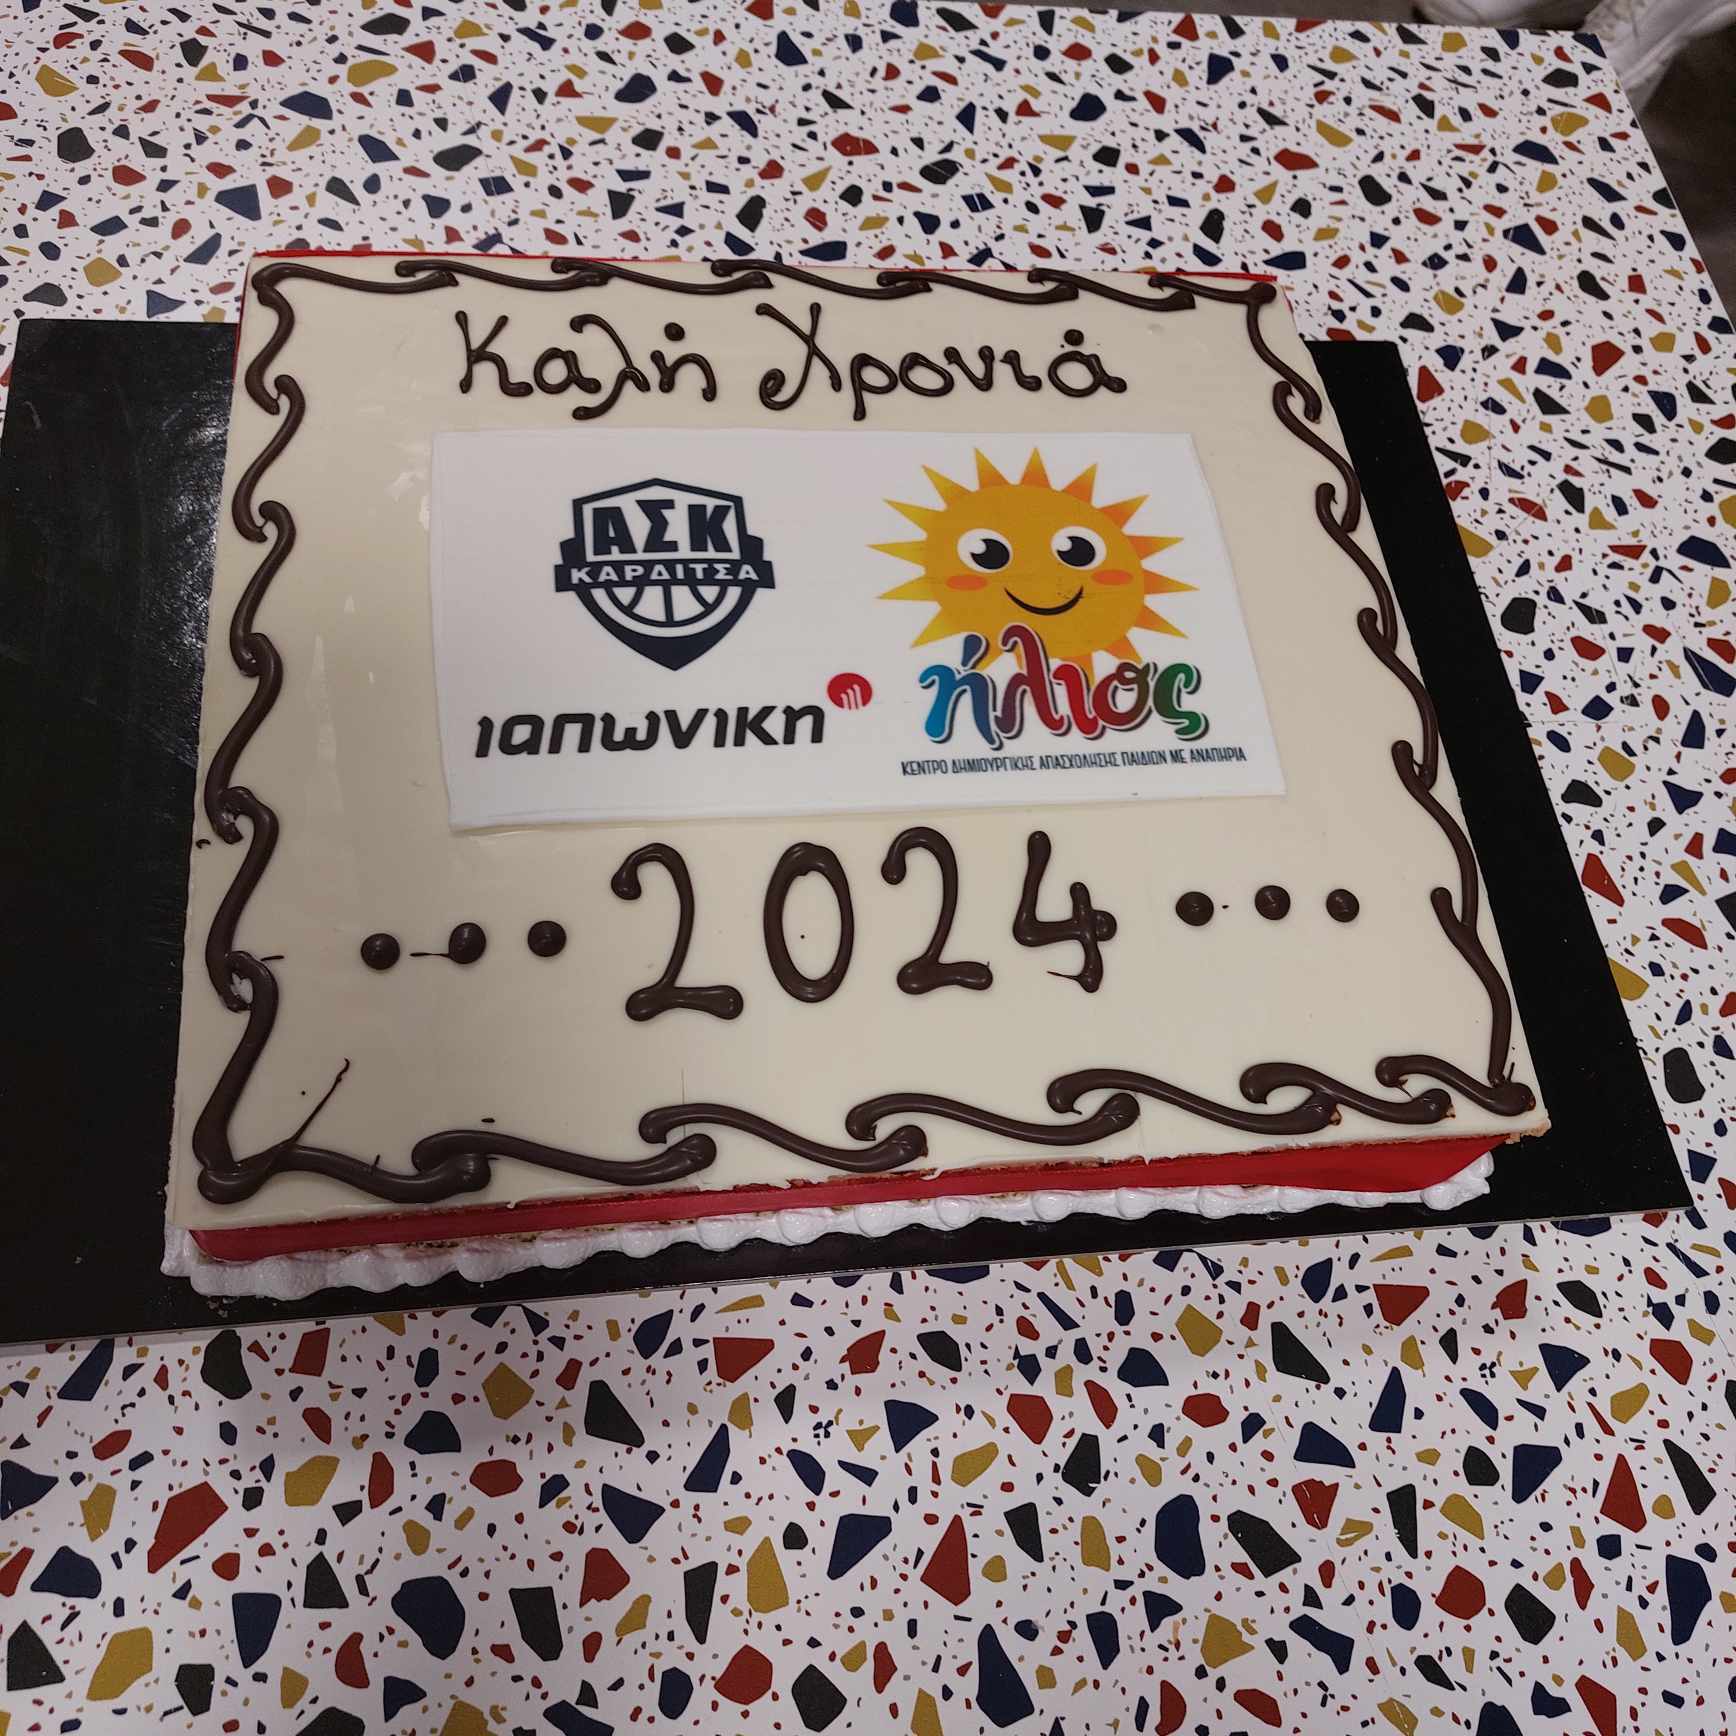 Καλή Χρονιά
ΑΣΚ
ΚΑΡΔΙΤΣΑ
ιαπωνικη
ήλιος
ΚΕΝΤΡΟ ΔΗΜΙΟΥΡΓΙΚΗΣ ΑΠΑΣΧΟΛΗΣΗΣ ΠΑΙΔΙΩΝ ΜΕ ΑΝΑΠΗΡΙΑ
... 2024 ...